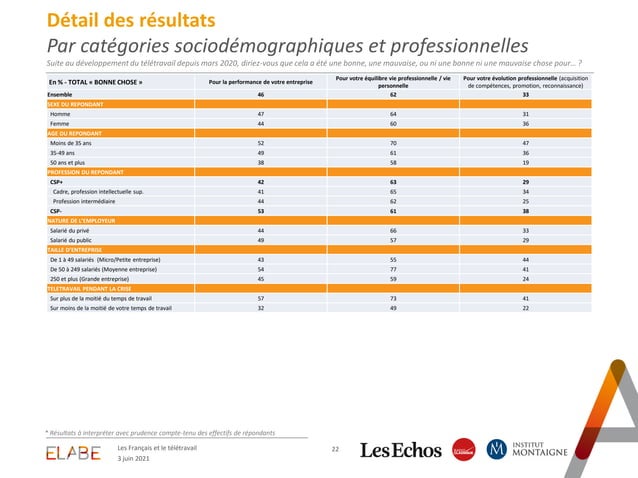 Détail des résultats
Par catégories sociodémographiques et professionnelles
Suite au développement du télétravail depuis mars 2020, diriez-vous que cela a été une bonne, une mauvaise, ou ni une bonne ni une mauvaise chose pour... ?
En % - TOTAL « BONNE CHOSE » Pour la performance de votre entreprise Pour votre équilibre vie professionnelle / vie personnelle Pour votre évolution professionnelle (acquisition de compétences, promotion, reconnaissance)
Ensemble 46 62 33
SEXE DU REPONDANT
Homme 47 64 31
Femme 44 60 36
AGE DU REPONDANT
Moins de 35 ans 52 70 47
35-49 ans 49 61 36
50 ans et plus 38 58 19
PROFESSION DU REPONDANT
CSP+ 42 63 29
Cadre, profession intellectuelle sup. 41 65 34
Profession intermédiaire 44 62 25
CSP- 53 61 38
NATURE DE L'EMPLOYEUR
Salarié du privé 44 66 33
Salarié du public 49 57 29
TAILLE D'ENTREPRISE
De 1 à 49 salariés (Micro/Petite entreprise) 43 55 44
De 50 à 249 salariés (Moyenne entreprise) 54 77 41
250 et plus (Grande entreprise) 45 59 24
TELETRAVAIL PENDANT LA CRISE
Sur plus de la moitié du temps de travail 57 73 41
Sur moins de la moitié de votre temps de travail 32 49 22
* Résultats à interpréter avec prudence compte-tenu des effectifs de répondants
ELABE
Les Français et le télétravail
3 juin 2021
22
Les Echos
RADIO CLASSIQUE
INSTITUT
MONTAIGNE